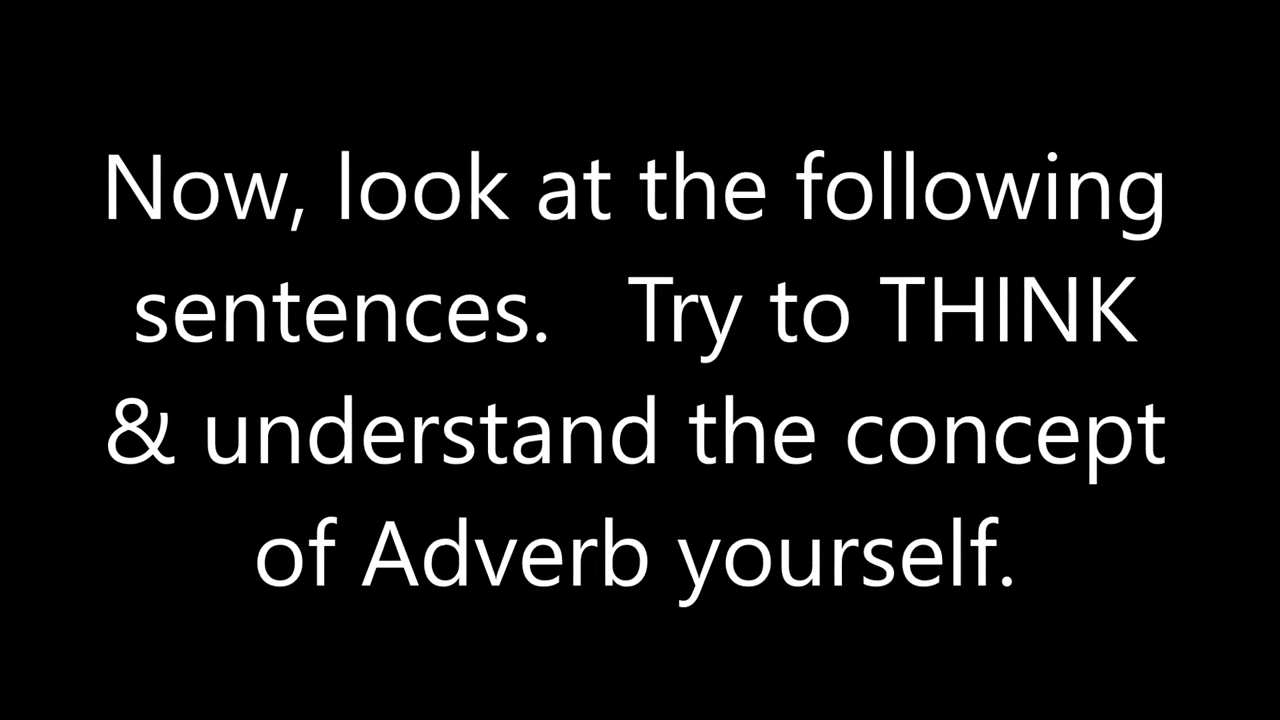 Now, look at the following
sentences.   Try to THINK
& understand the concept
of Adverb yourself.